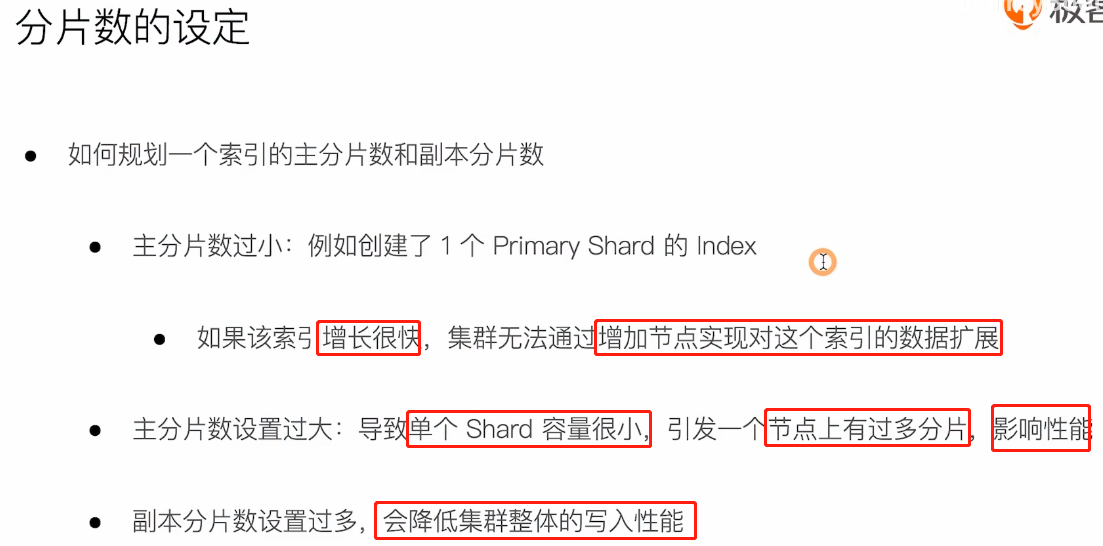 分片数的设定
极客
如何规划一个索引的主分片数和副本分片数
主分片数过小：例如创建了 1 个 Primary Shard 的 Index
如果该索引增长很快，集群无法通过增加节点实现对这个索引的数据扩展
主分片数设置过大：导致单个 Shard 容量很小，引发一个节点上有过多分片，影响性能
副本分片数设置过多，会降低集群整体的写入性能